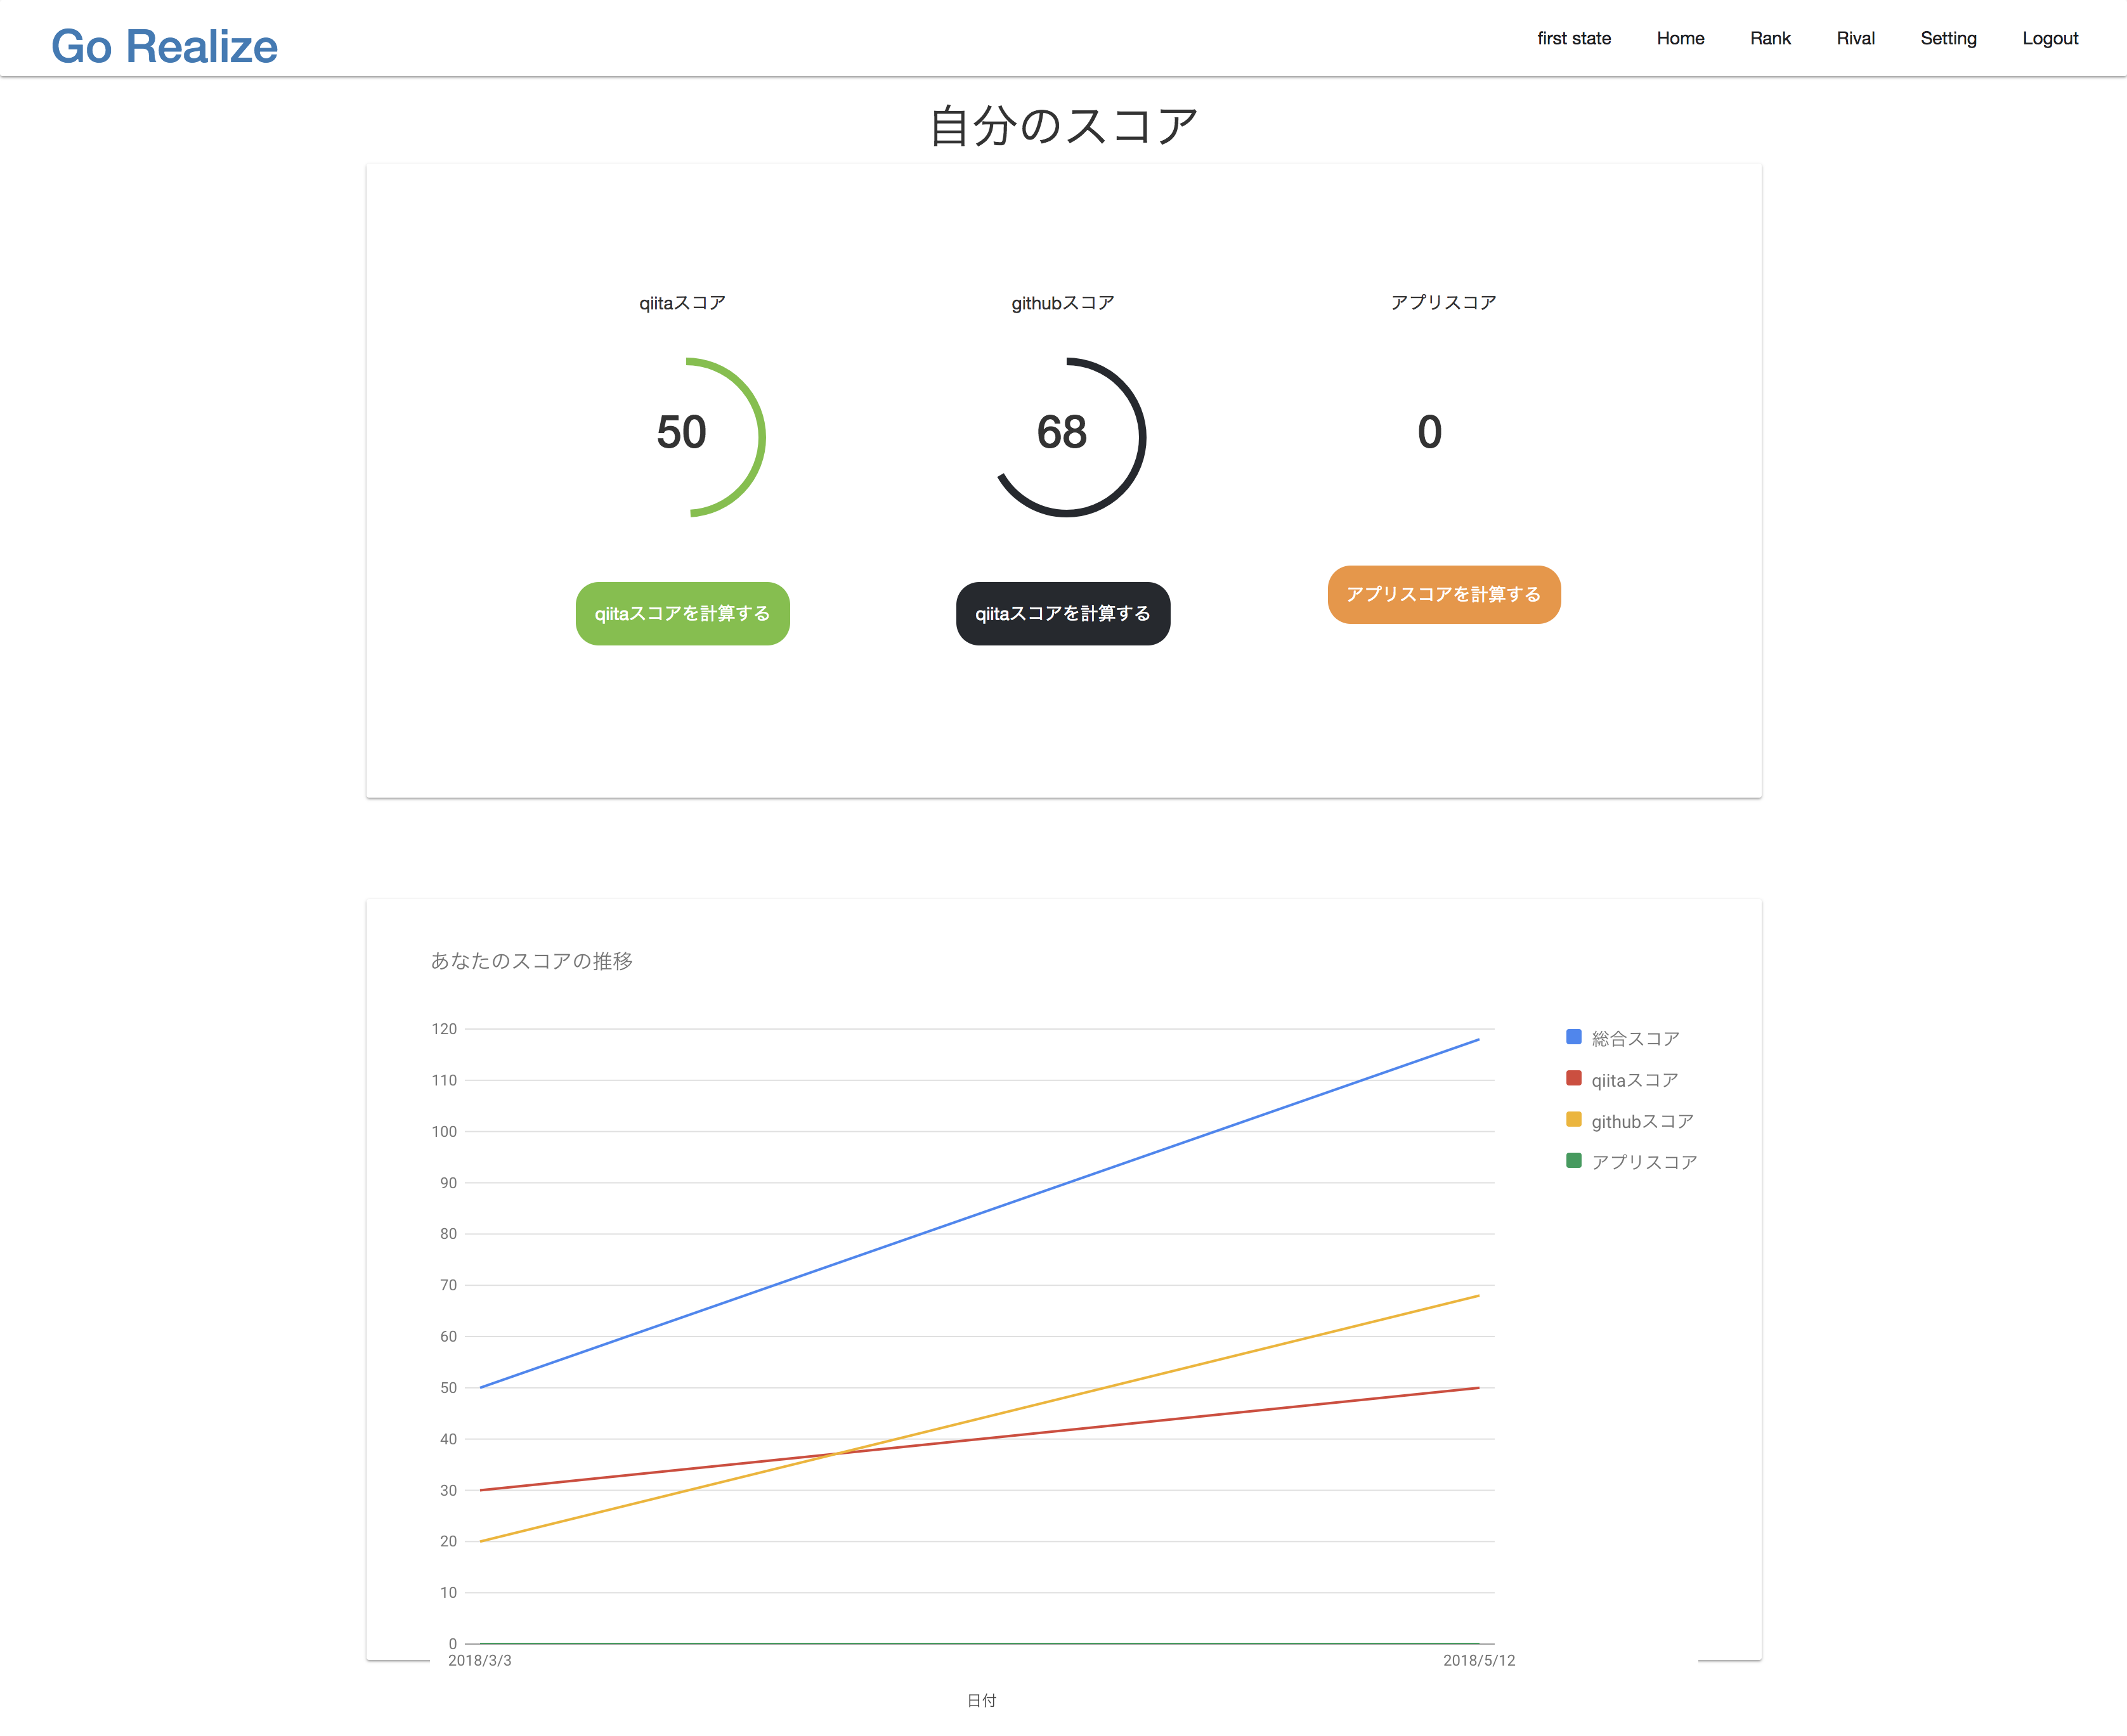 Go Realize
first state Home Rank Rival Setting Logout
自分のスコア
qiitaスコア
githubスコア
アプリスコア
50
68
0
qiitaスコアを計算する
qiitaスコアを計算する
アプリスコアを計算する
あなたのスコアの推移
120
110
100
90
80
70
60
50
40
30
20
10
0
総合スコア
qiitaスコア
githubスコア
アプリスコア
2018/3/3
2018/5/12
日付